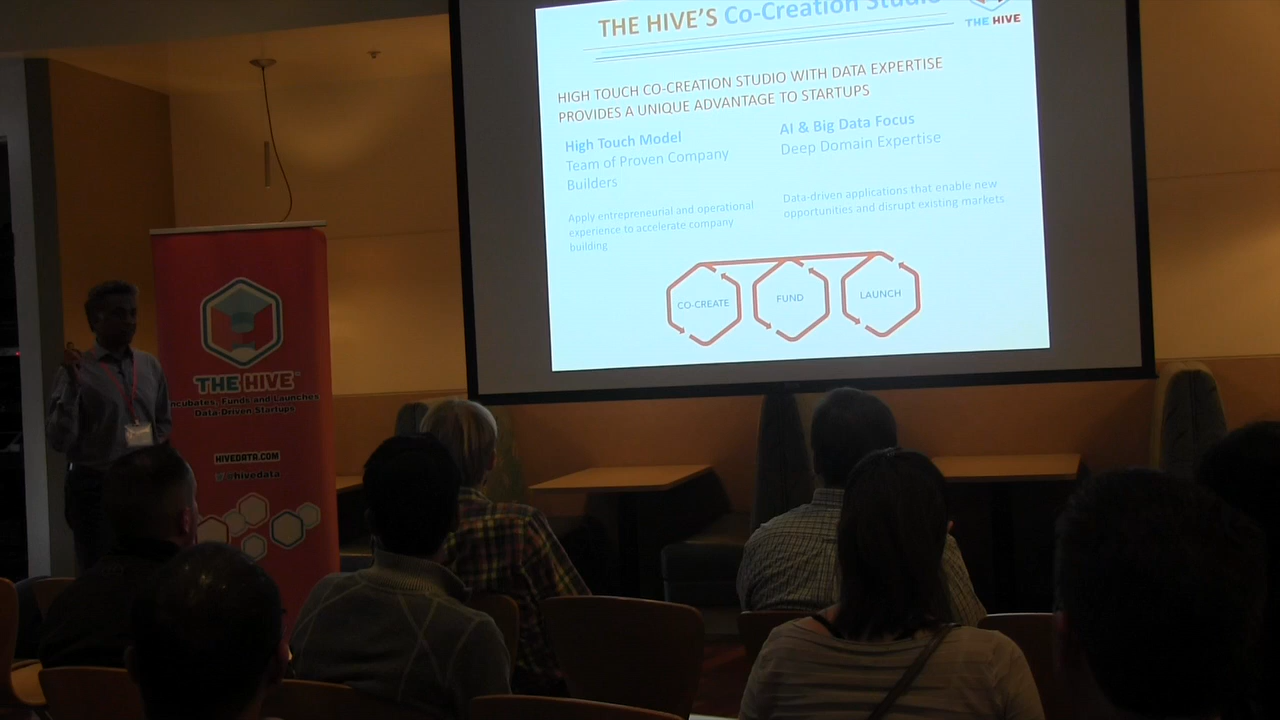 THE HIVE'S Co-Creation Studio
THE HIVE
HIGH TOUCH CO-CREATION STUDIO WITH DATA EXPERTISE
PROVIDES A UNIQUE ADVANTAGE TO STARTUPS
High Touch Model
Team of Proven Company
Builders
Apply entrepreneurial and operational
experience to accelerate company
building
AI & Big Data Focus
Deep Domain Expertise
Data-driven applications that enable new
opportunities and disrupt existing markets
CO-CREATE
FUND
LAUNCH
THE HIVE
Incubates, Funds and Launches
Data-Driven Startups
HIVEDATA.COM
@hivedata